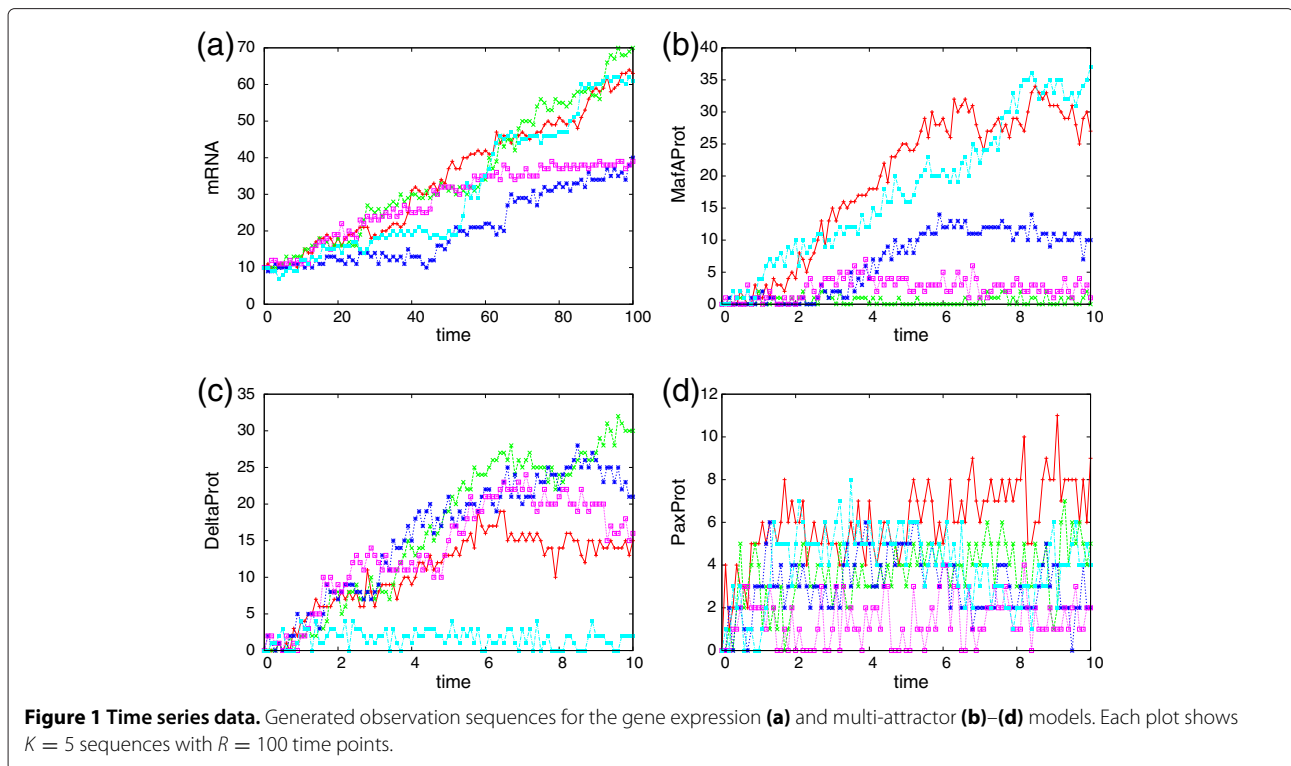 (a)
mRNA
70
60
50
40
30
20
10
0
0 20 40 60 80 100
time
(b)
MafAProt
40
35
30
25
20
15
10
5
0
0 2 4 6 8 10
time
(c)
DeltaProt
35
30
25
20
15
10
5
0
0 2 4 6 8 10
time
(d)
PaxProt
12
10
8
6
4
2
0
0 2 4 6 8 10
time
Figure 1 Time series data. Generated observation sequences for the gene expression (a) and multi-attractor (b)–(d) models. Each plot shows
K = 5 sequences with R = 100 time points.